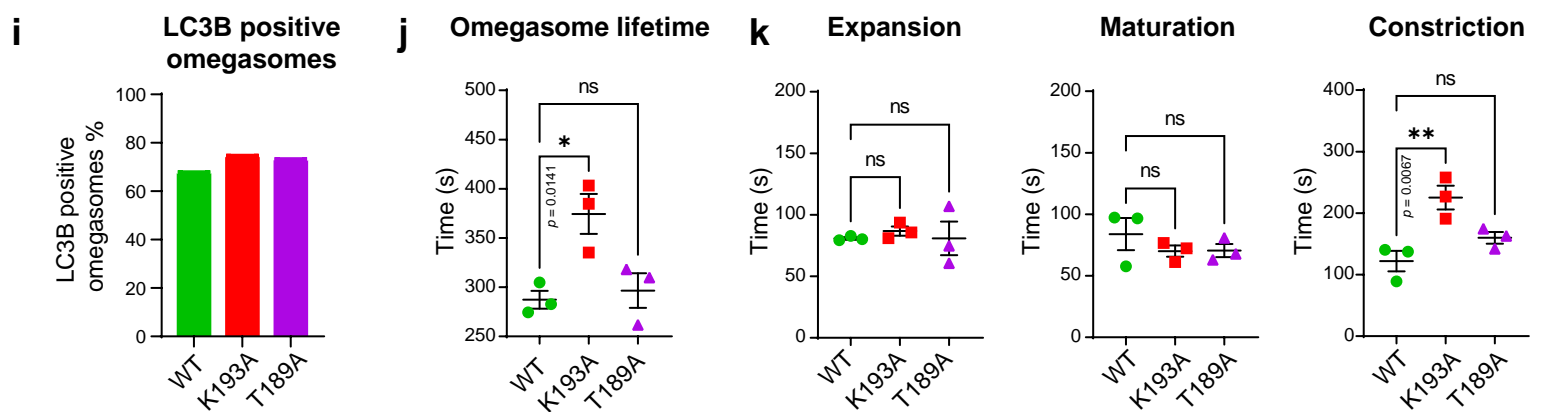 i
LC3B positive
omegasomes
LC3B positive
omegasomes %
100
80
60
40
20
0
WT
K193A
T189A
j
Omegasome lifetime
Time (s)
500
450
400
350
300
250
ns
*
p = 0.0141
WT
K193A
T189A
k
Expansion
Time (s)
200
150
100
50
0
ns
ns
WT
K193A
T189A
Maturation
Time (s)
200
150
100
50
0
ns
ns
WT
K193A
T189A
Constriction
Time (s)
400
300
200
100
0
ns
**
p = 0.0067
WT
K193A
T189A